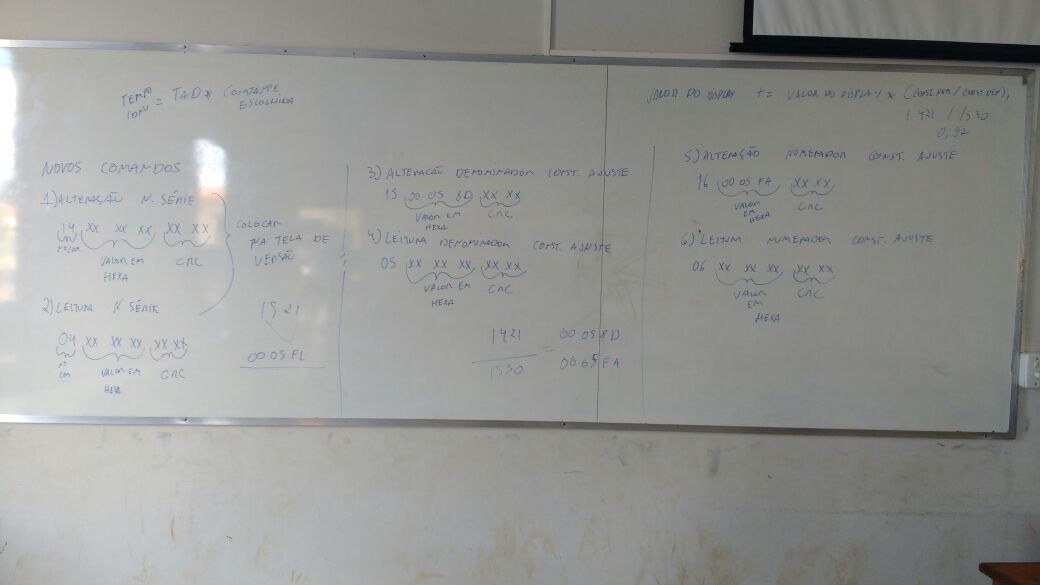 TEMPO
CONV = TAD * CONSTANTE
ESCOLHIDA
VALOR DO DISPLAY += VALOR DO DISPLAY * (CONST.NUM / CONST.DEN);
1421 / 1530
0,92
NOVOS COMANDOS
1) ALTERAÇÃO N. SÉRIE
14 XX XX XX XX XX
VALOR EM CRC
HEXA
2) LEITURA N. SÉRIE
04 XX XX XX XX XX
VALOR EM CRC
HEXA
COLOCAR
NA TELA DE
VERSÃO
1521
00 05 F1
3) ALTERAÇÃO DENOMINADOR CONST. AJUSTE
15 00 05 8D XX XX
VALOR EM CRC
HEXA
4) LEITURA DENOMINADOR CONST AJUSTE
05 XX XX XX XX XX
VALOR EM CRC
HEXA
1421 = 00 05 8D
1530 00 05 FA
5) ALTERAÇÃO NUMERADOR CONST. AJUSTE
16 00 05 FA XX XX
VALOR CRC
EM
HEXA
6) LEITURA NUMERADOR CONST. AJUSTE
06 XX XX XX XX XX
VALOR CRC
EM
HEXA